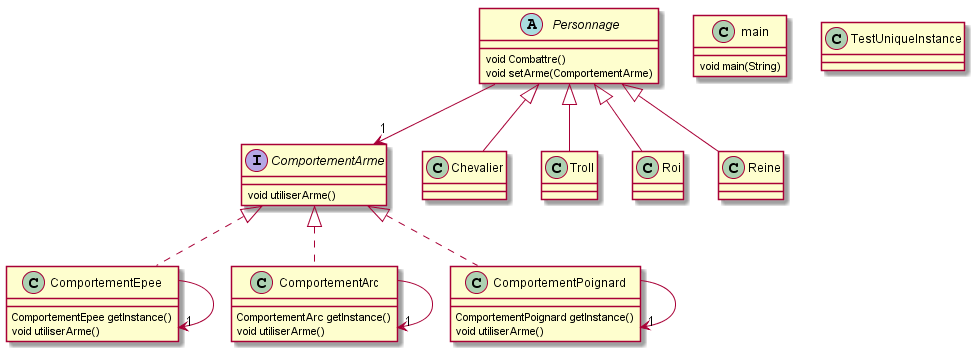 A Personnage
void Combattre()
void setArme(ComportementArme)
C main
void main(String)
C TestUniqueInstance
1
I ComportementArme
void utiliserArme()
C Chevalier
C Troll
C Roi
C Reine
C ComportementEpee
ComportementEpee getInstance()
void utiliserArme()
1
C ComportementArc
ComportementArc getInstance()
void utiliserArme()
1
C ComportementPoignard
ComportementPoignard getInstance()
void utiliserArme()
1